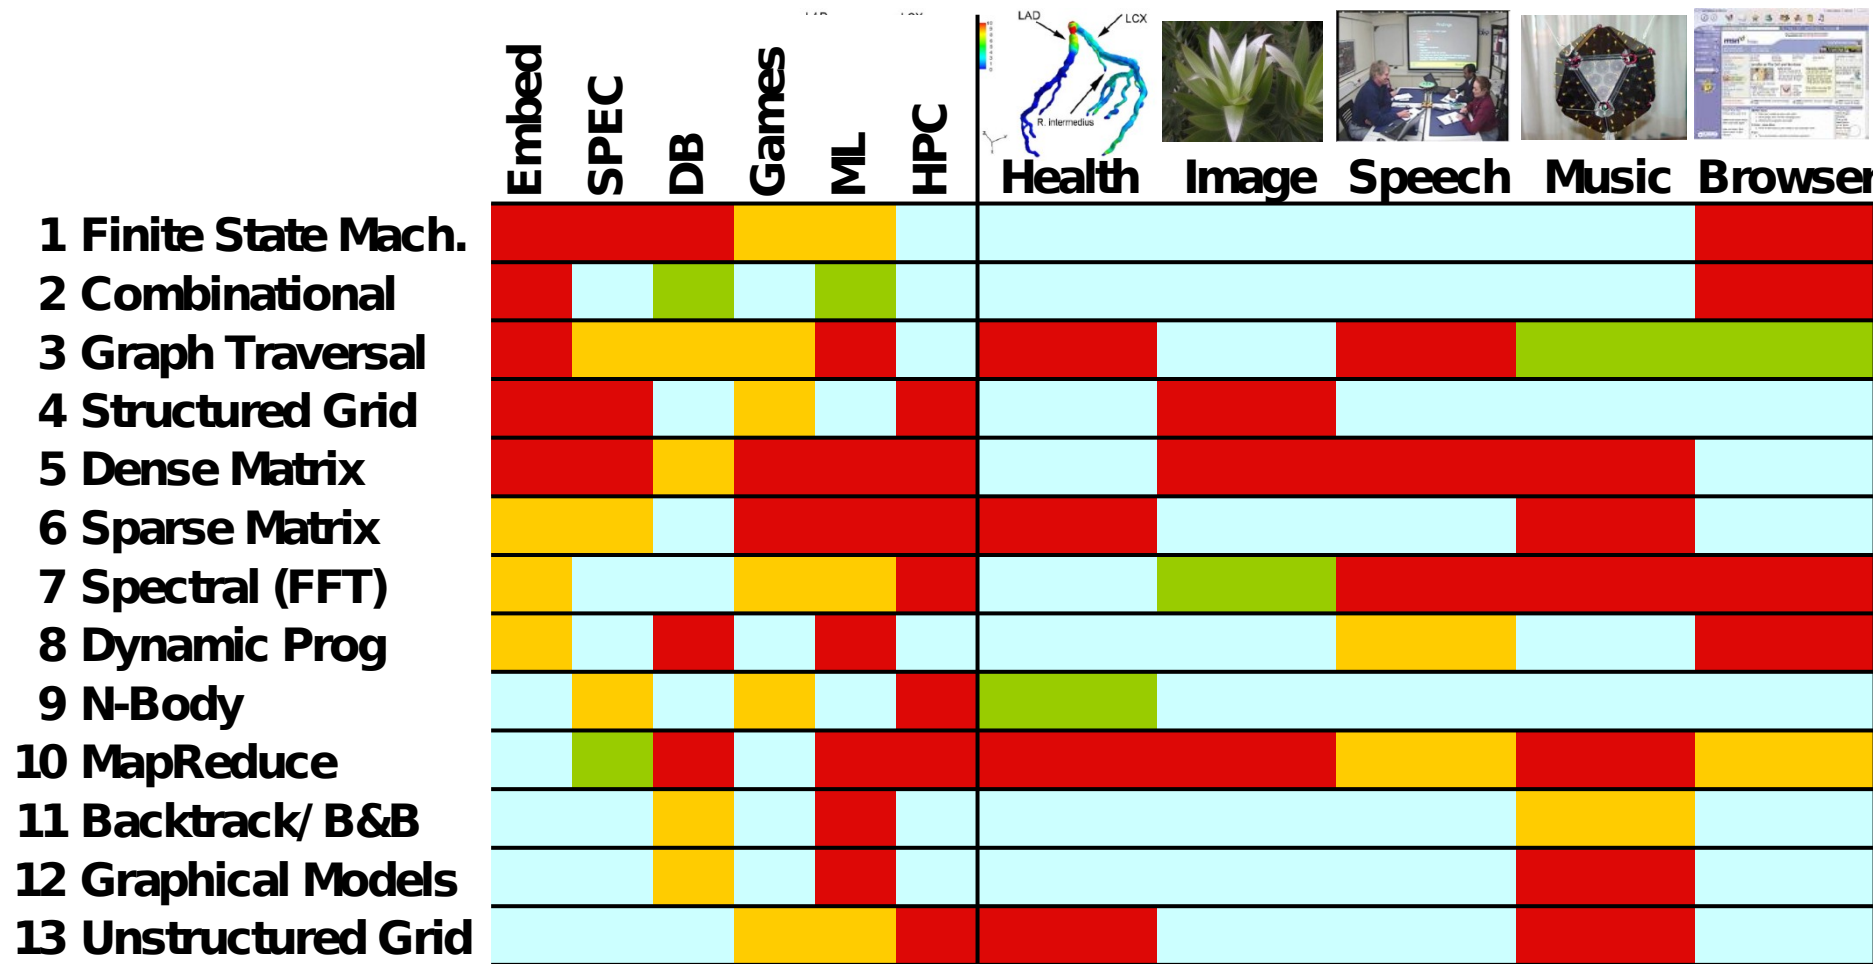 LAD
LCX
R. intermedius
msn
Embed
SPEC
DB
Games
ML
HPC
Health
Image
Speech
Music
Browser
1 Finite State Mach.
2 Combinational
3 Graph Traversal
4 Structured Grid
5 Dense Matrix
6 Sparse Matrix
7 Spectral (FFT)
8 Dynamic Prog
9 N-Body
10 MapReduce
11 Backtrack/ B&B
12 Graphical Models
13 Unstructured Grid